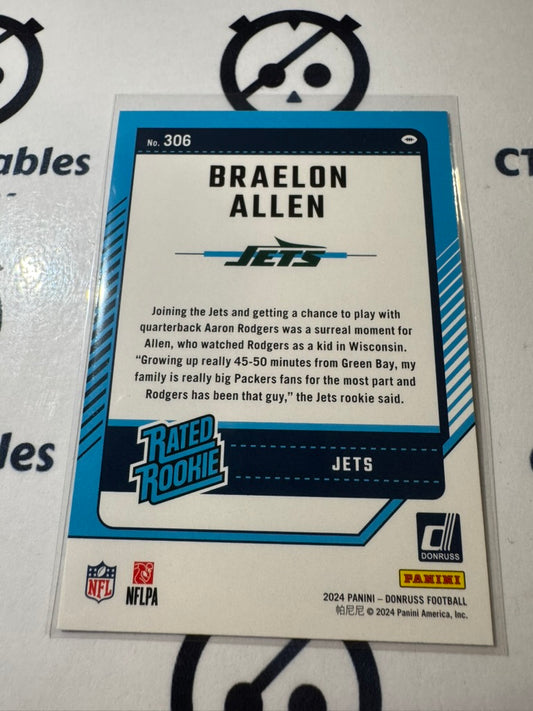 No. 306
BRAELON
ALLEN
JETS
Joining the Jets and getting a chance to play with
quarterback Aaron Rodgers was a surreal moment for
Allen, who watched Rodgers as a kid in Wisconsin.
“Growing up really 45-50 minutes from Green Bay, my
family is really big Packers fans for the most part and
Rodgers has been that guy,” the Jets rookie said.
RATED
ROOKIE
JETS
DONRUSS
PANINI
NFL
NFLPA
2024 PANINI – DONRUSS FOOTBALL
帕尼尼 © 2024 Panini America, Inc.
ables
CT
les